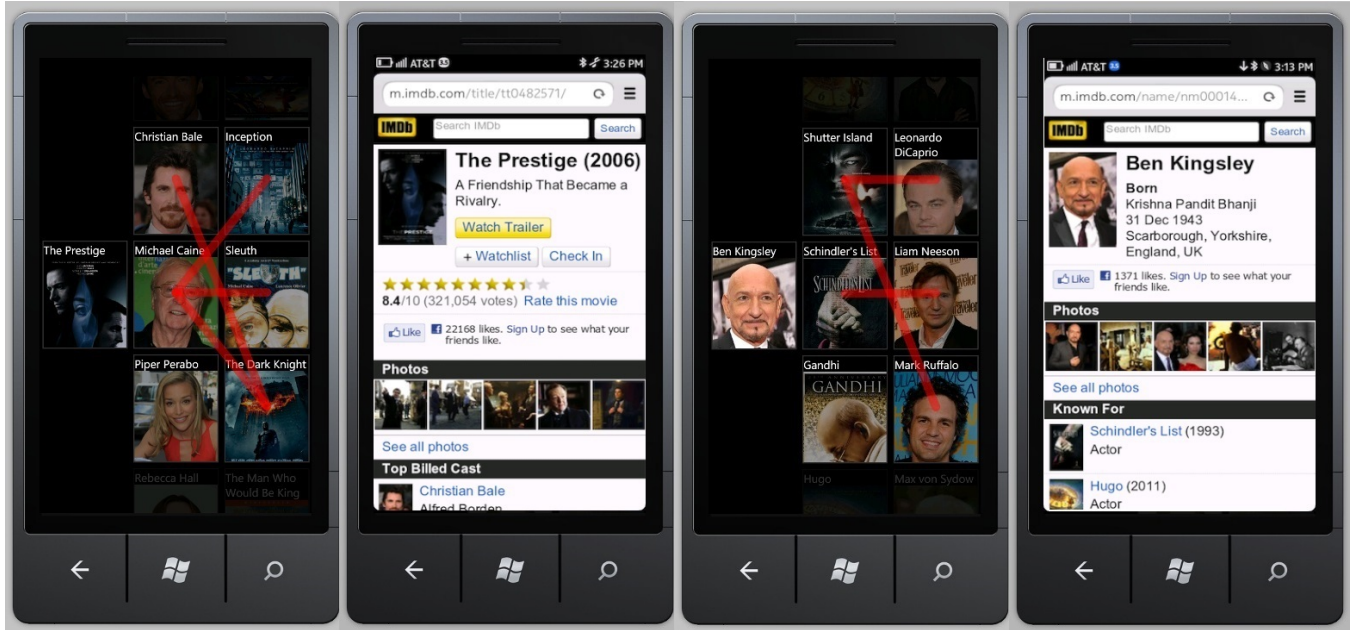 Christian Bale
Inception
The Prestige
Michael Caine
Sleuth
"SLEUTH"
Piper Perabo
The Dark Knight
Rebecca Hall
The Man Who
Would Be King
AT&T
3:26 PM
m.imdb.com/title/tt0482571/
IMDb
Search IMDb
Search
The Prestige (2006)
A Friendship That Became a
Rivalry.
Watch Trailer
+ Watchlist
Check In
8.4/10 (321,054 votes) Rate this movie
Like
22168 likes. Sign Up to see what your
friends like.
Photos
See all photos
Top Billed Cast
Christian Bale
Alfred Borden
Shutter Island
Leonardo
DiCaprio
Ben Kingsley
Schindler's List
Liam Neeson
SCHINDLER'S LIST
Gandhi
Mark Ruffalo
GANDHI
Hugo
Max von Sydow
AT&T
3:13 PM
m.imdb.com/name/nm00014...
IMDb
Search IMDb
Search
Ben Kingsley
Born
Krishna Pandit Bhanji
31 Dec 1943
Scarborough, Yorkshire,
England, UK
Like
1371 likes. Sign Up to see what your
friends like.
Photos
See all photos
Known For
Schindler's List (1993)
Actor
Hugo (2011)
Actor